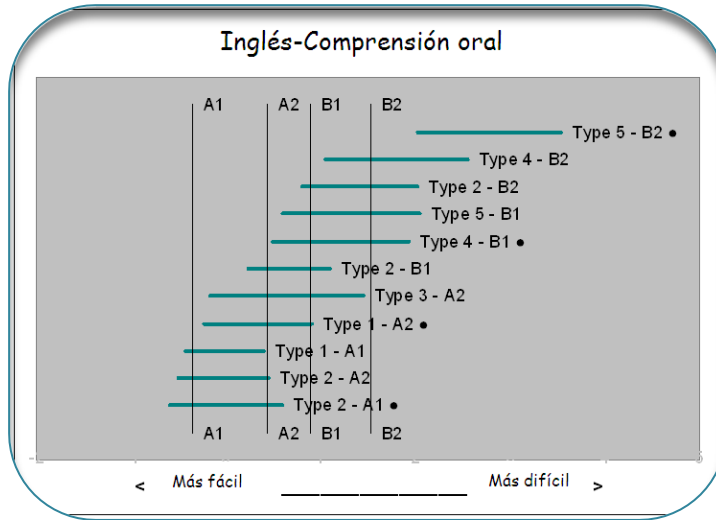 Inglés-Comprensión oral
A1 A2 B1 B2
Type 5 - B2 ●
Type 4 - B2
Type 2 - B2
Type 5 - B1
Type 4 - B1 ●
Type 2 - B1
Type 3 - A2
Type 1 - A2 ●
Type 1 - A1
Type 2 - A2
Type 2 - A1 ●
A1 A2 B1 B2
< Más fácil Más difícil >